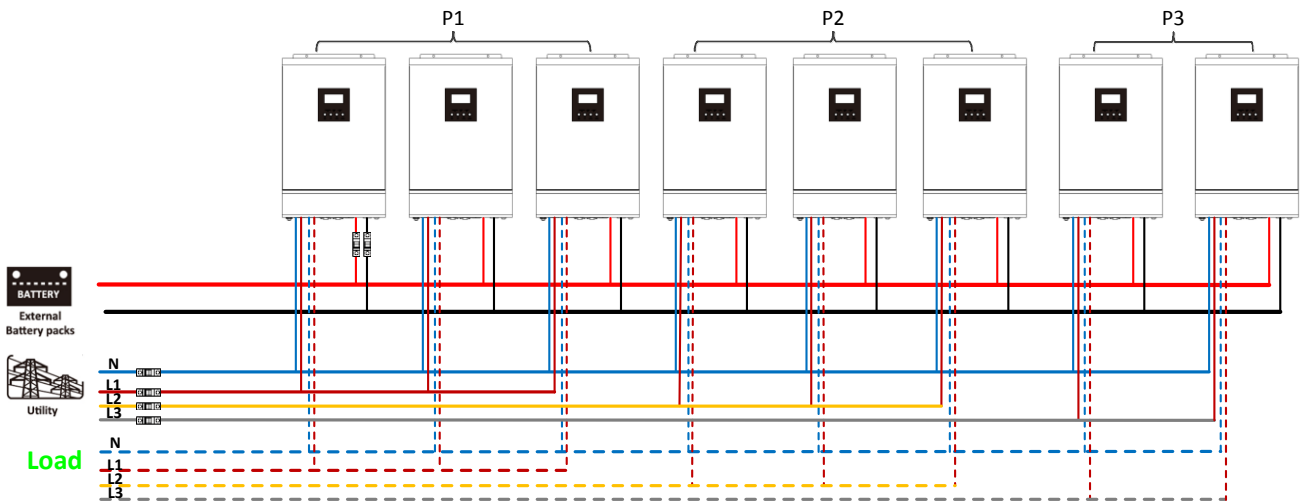 P1
P2
P3
BATTERY
External
Battery packs
Utility
N
L1
L2
L3
Load
N
L1
L2
L3